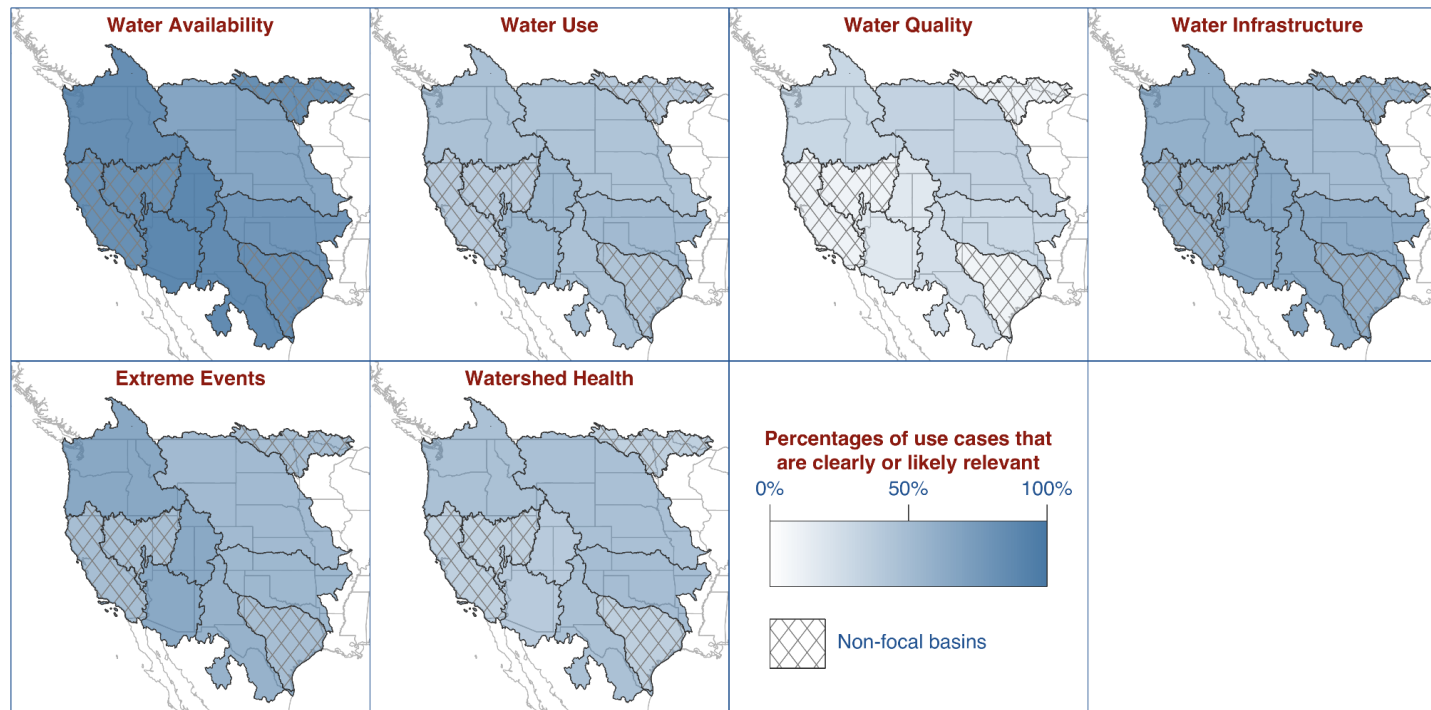 Water Availability
Water Use
Water Quality
Water Infrastructure
Extreme Events
Watershed Health
Percentages of use cases that
are clearly or likely relevant
0%
50%
100%
Non-focal basins